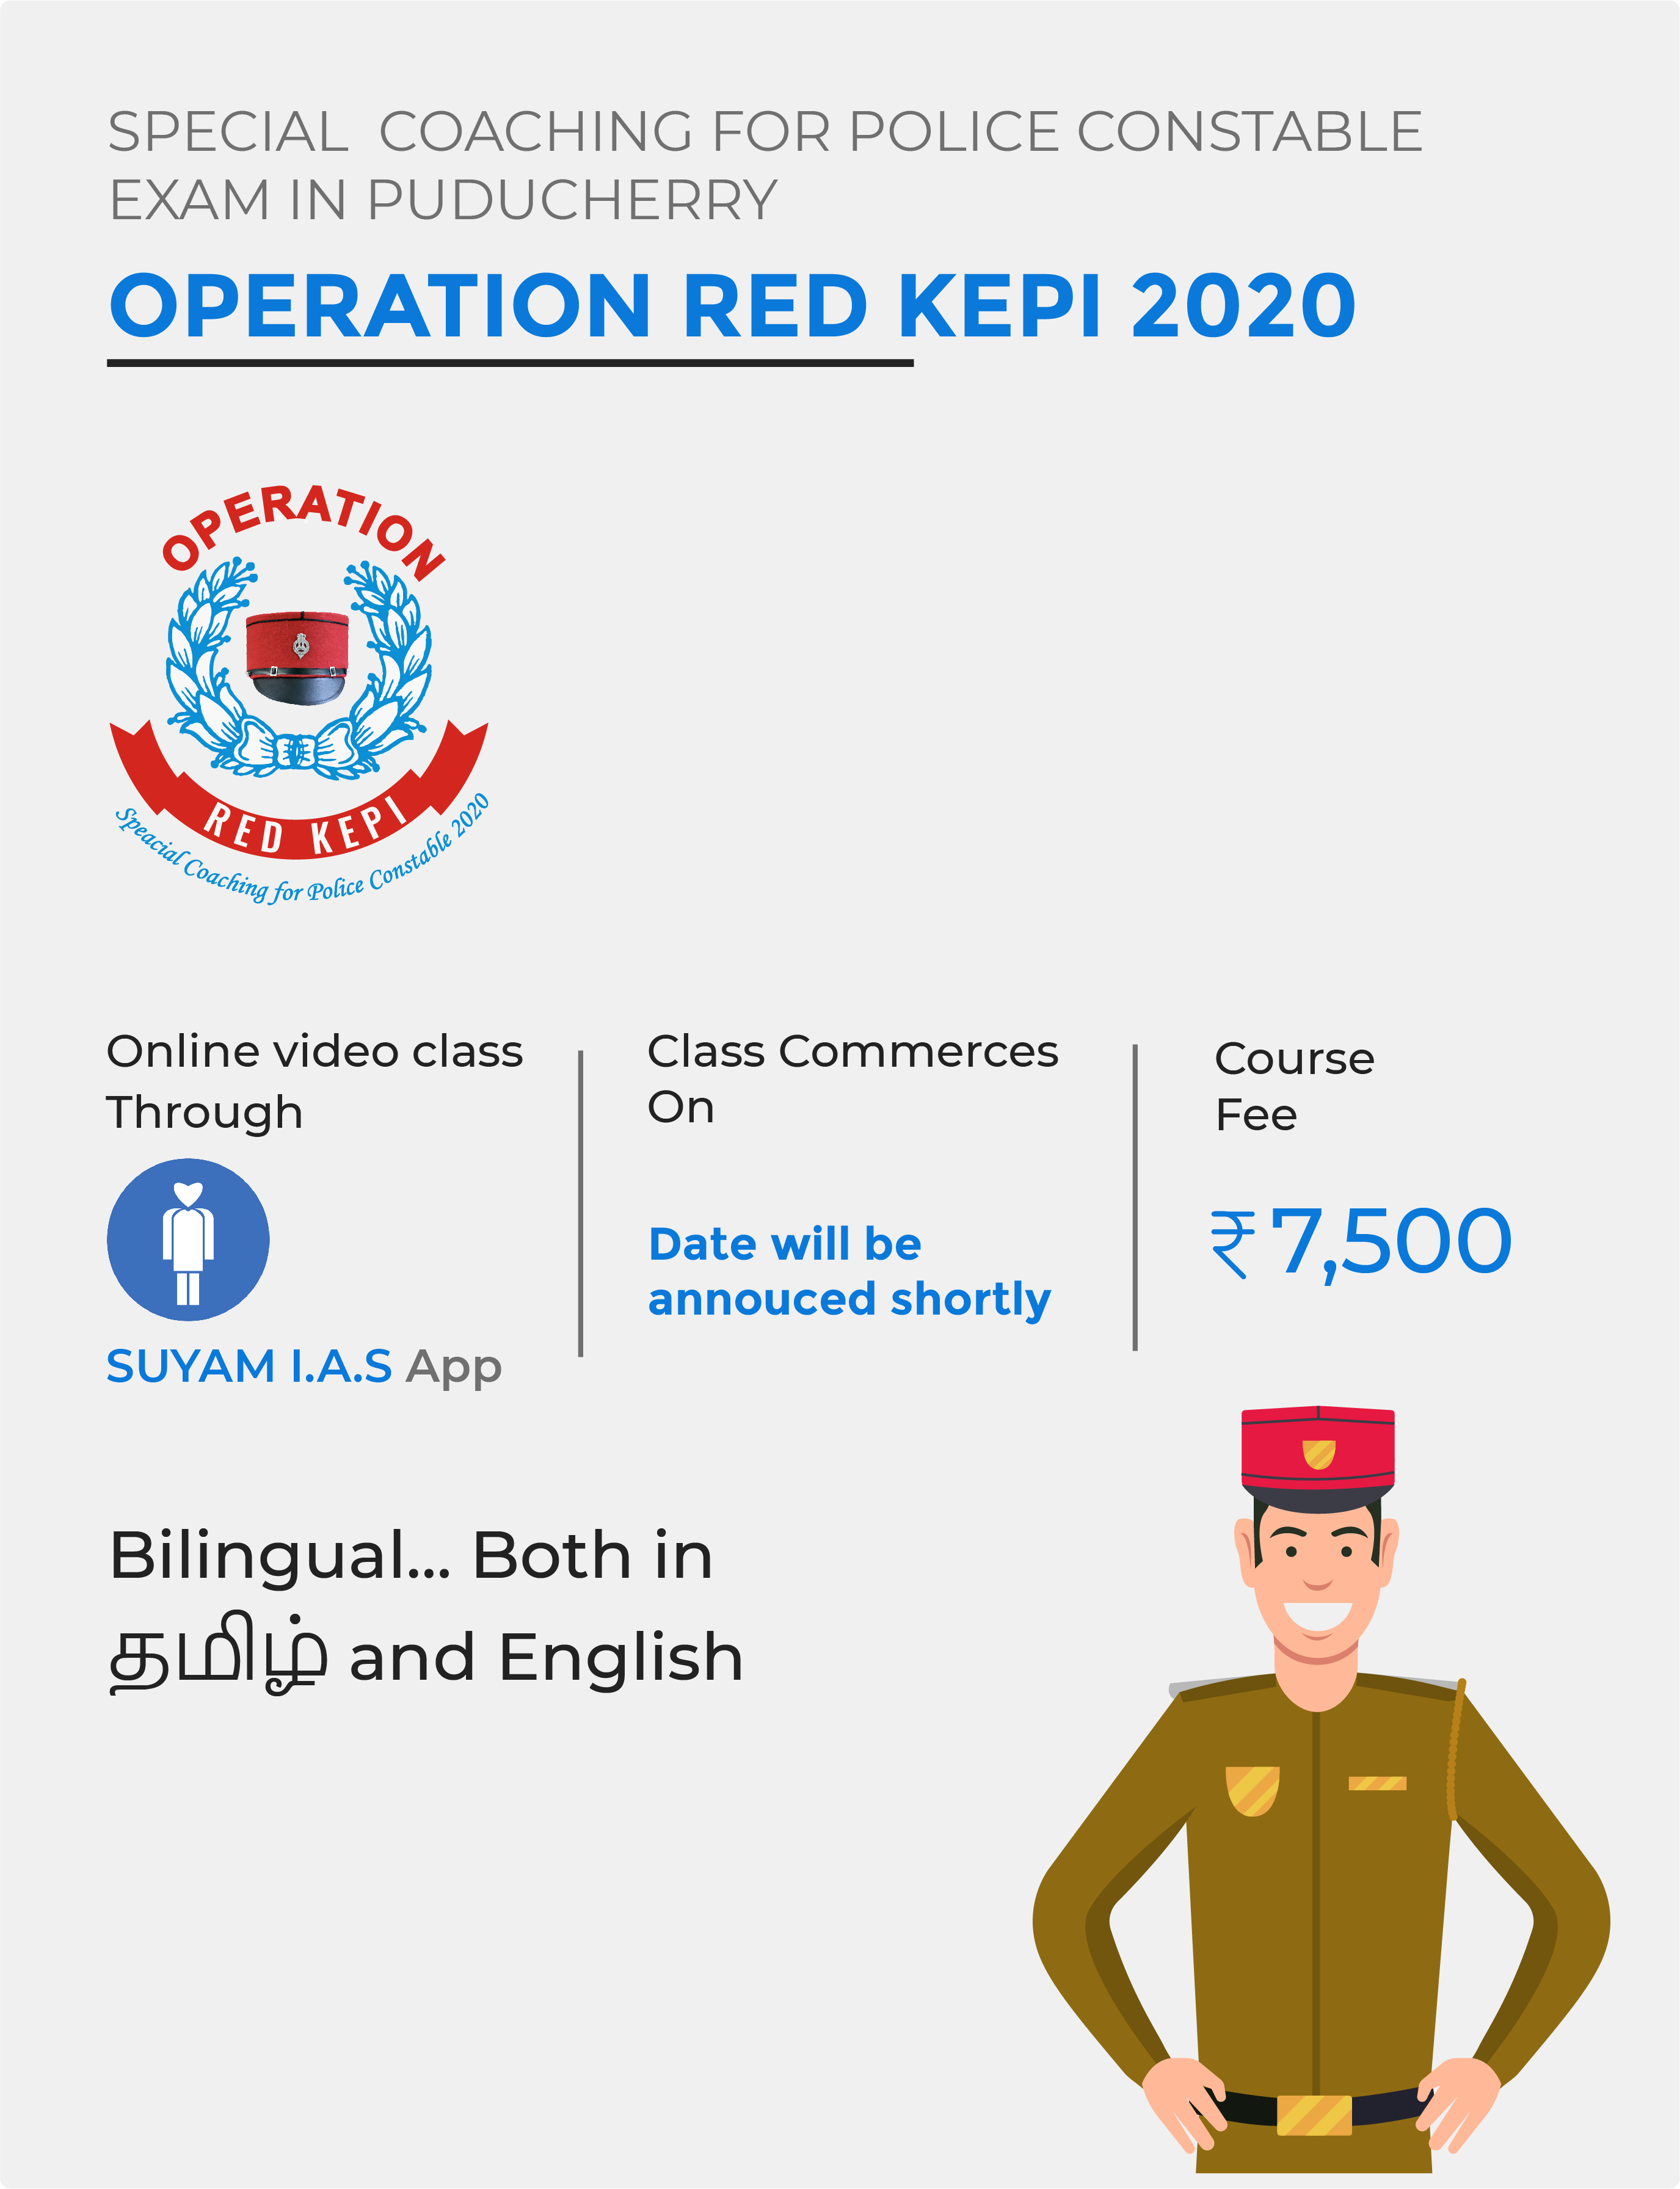 SPECIAL COACHING FOR POLICE CONSTABLE
EXAM IN PUDUCHERRY
OPERATION RED KEPI 2020
OPERATION
RED KEPI
Speacial Coaching for Police Constable 2020
Online video class
Through
SUYAM I.A.S App
Class Commerces
On
Date will be
annouced shortly
Course
Fee
₹7,500
Bilingual... Both in
தமிழ் and English